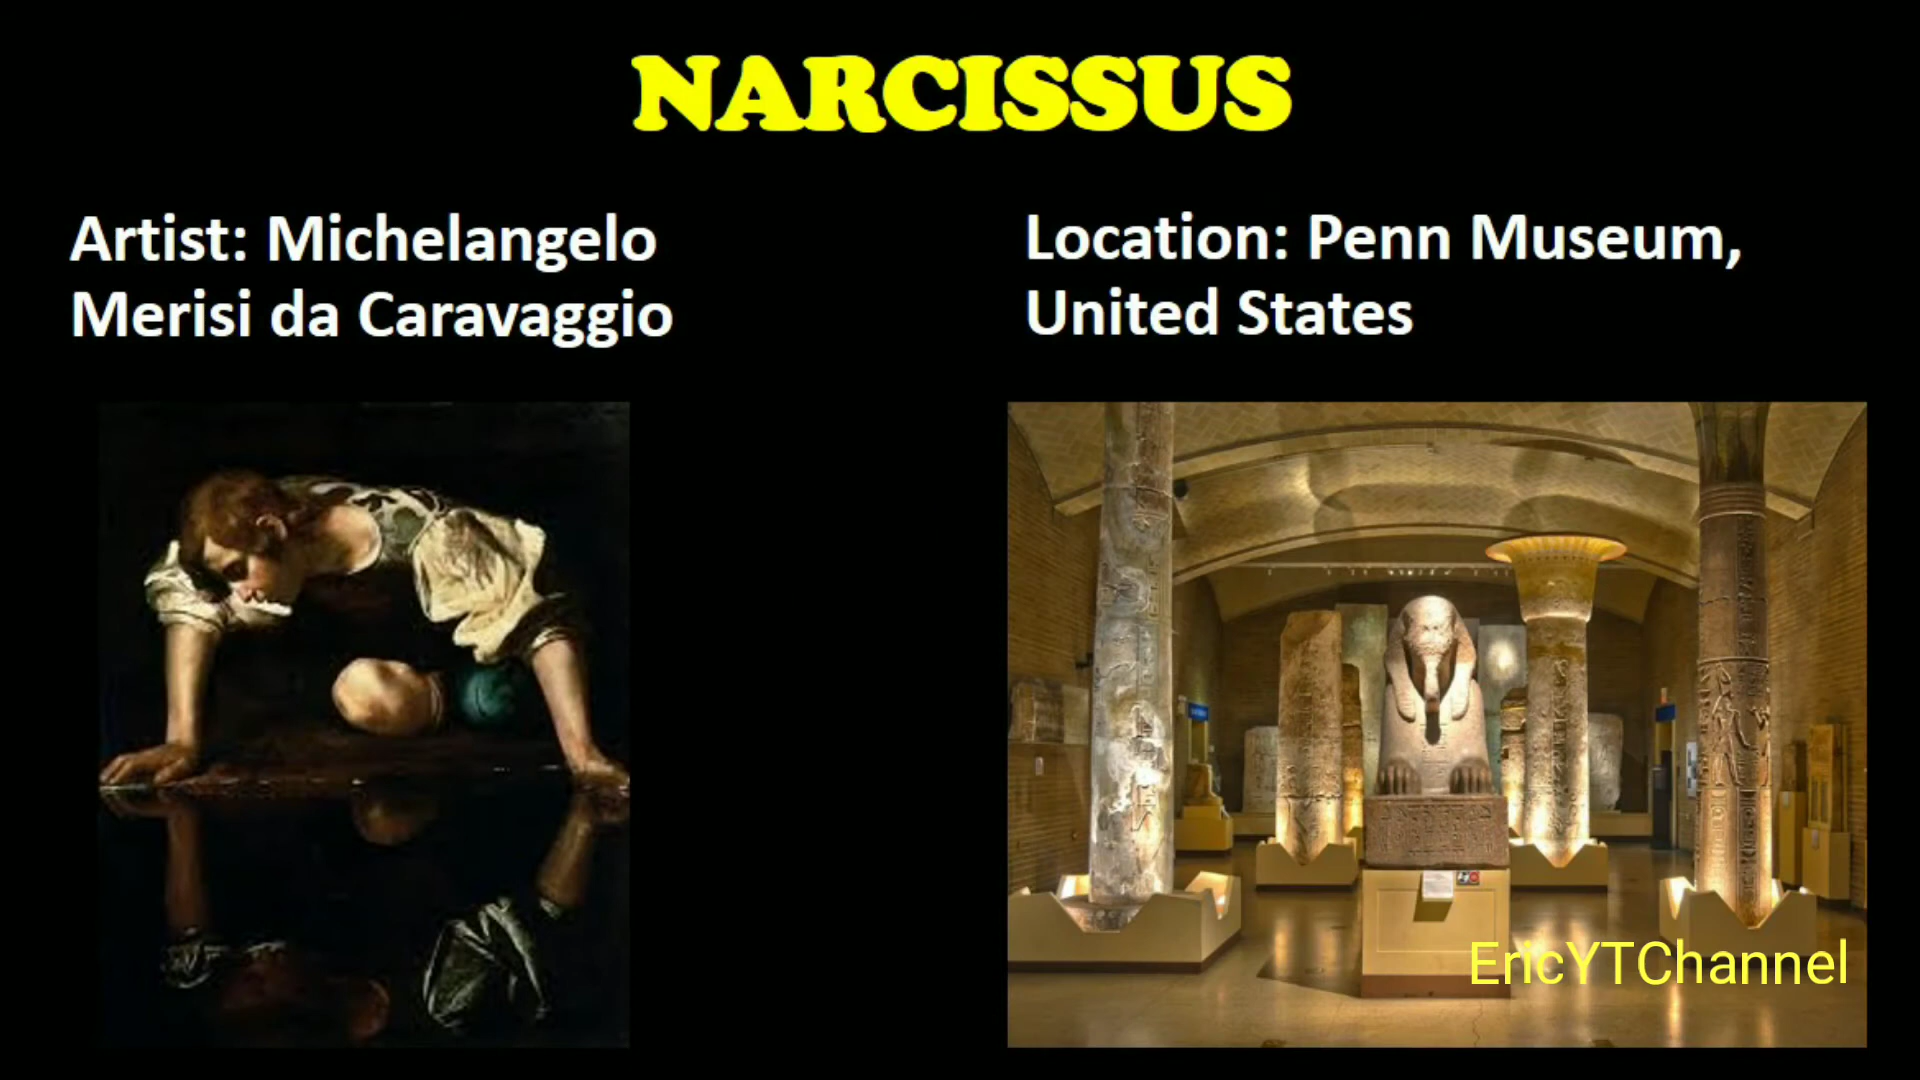 NARCISSUS
Artist: Michelangelo
Merisi da Caravaggio
Location: Penn Museum,
United States
EricYTChannel